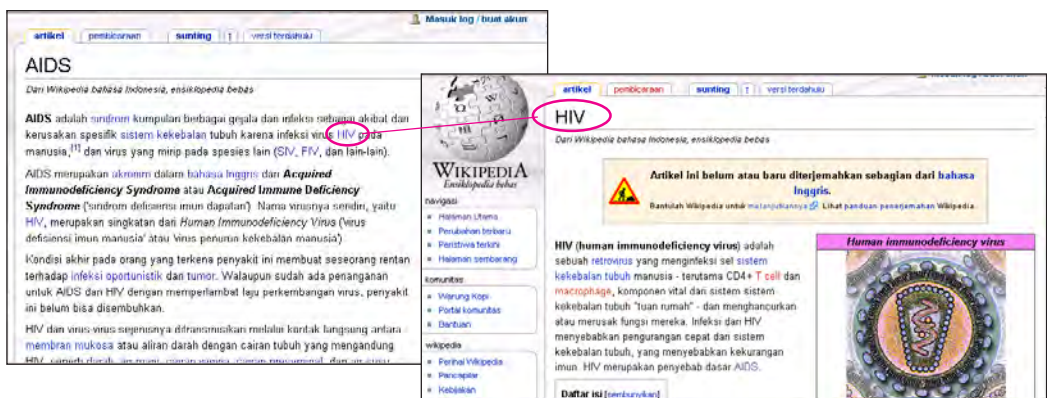 Masuk log / buat akun
artikel pembicaraan sunting versi terdahulu
AIDS
Dari Wikipedia bahasa Indonesia, ensiklopedia bebas
AIDS adalah sindrom kumpulan berbagai gejala dan infeksi sebagai akibat dari
kerusakan spesifik sistem kekebalan tubuh karena infeksi virus HIV pada
manusia,[1] dan virus yang mirip pada spesies lain (SIV, FIV, dan lain-lain).
AIDS merupakan akronim dalam bahasa Inggris dari Acquired
Immunodeficiency Syndrome atau Acquired Immune Deficiency
Syndrome ('sindrom defisiensi imun dapatan') Nama virusnya sendiri, yaitu
HIV, merupakan singkatan dari Human Immunodeficiency Virus ('virus
defisiensi imun manusia' atau 'virus penurun kekebalan manusia')
Kondisi akhir pada orang yang terkena penyakit ini membuat seseorang rentan
terhadap infeksi oportunistik dan tumor. Walaupun sudah ada penanganan
untuk AIDS dan HIV dengan memperlambat laju perkembangan virus, penyakit
ini belum bisa disembuhkan.
HIV dan virus-virus sejenisnya ditransmisikan melalui kontak langsung antara
membran mukosa atau aliran darah dengan cairan tubuh yang mengandung
HIV, seperti darah, air mani, cairan vagina, cairan preseminal, dan air susu
WIKIPEDIA
Ensiklopedia bebas
navigasi
Halaman Utama
Perubahan terbaru
Peristiwa terkini
Halaman sembarang
komunitas
Warung Kopi
Portal komunitas
Bantuan
wikipedia
Perihal Wikipedia
Pancapilar
Kebijakan
artikel pembicaraan sunting versi terdahulu
HIV
Dari Wikipedia bahasa Indonesia, ensiklopedia bebas
Artikel ini belum atau baru diterjemahkan sebagian dari bahasa
Inggris.
Bantulah Wikipedia untuk melanjutkannya Lihat panduan penerjemahan Wikipedia.
HIV (human immunodeficiency virus) adalah
sebuah retrovirus yang menginfeksi sel sistem
kekebalan tubuh manusia - terutama CD4+ T cell dan
macrophage, komponen vital dari sistem sistem
kekebalan tubuh "tuan rumah" - dan menghancurkan
atau merusak fungsi mereka. Infeksi dari HIV
menyebabkan pengurangan cepat dari sistem
kekebalan tubuh, yang menyebabkan kekurangan
imun HIV merupakan penyebab dasar AIDS.
Daftar isi [sembunyikan]
Human immunodeficiency virus